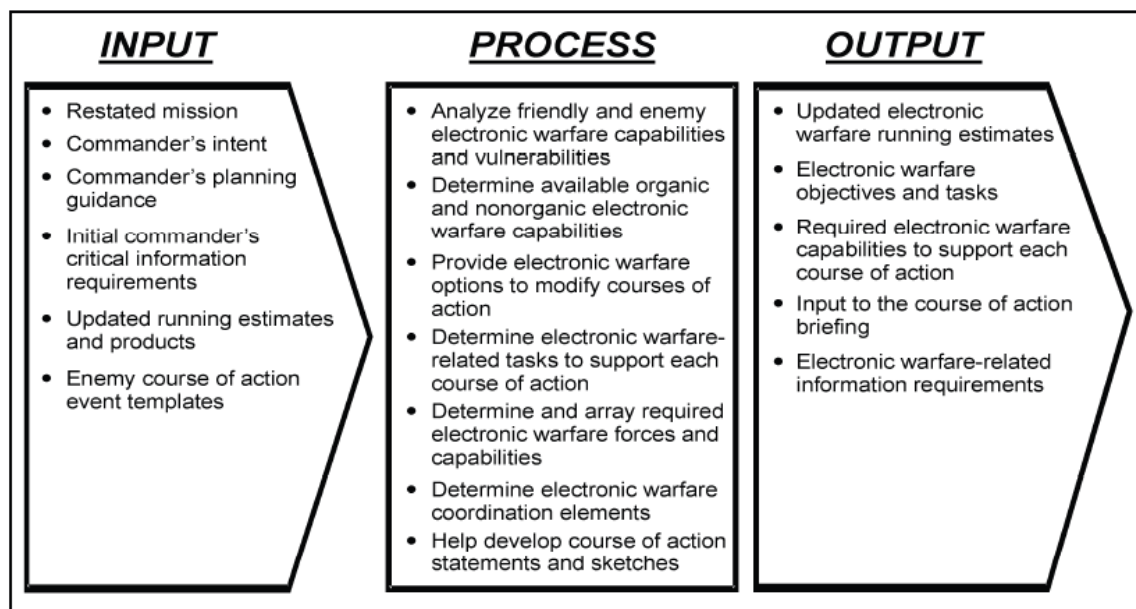 INPUT
• Restated mission
• Commander's intent
• Commander's planning
guidance
• Initial commander's
critical information
requirements
• Updated running estimates
and products
• Enemy course of action
event templates
PROCESS
• Analyze friendly and enemy
electronic warfare capabilities
and vulnerabilities
• Determine available organic
and nonorganic electronic
warfare capabilities
• Provide electronic warfare
options to modify courses of
action
• Determine electronic warfare-
related tasks to support each
course of action
• Determine and array required
electronic warfare forces and
capabilities
• Determine electronic warfare
coordination elements
• Help develop course of action
statements and sketches
OUTPUT
• Updated electronic
warfare running estimates
• Electronic warfare
objectives and tasks
• Required electronic warfare
capabilities to support each
course of action
• Input to the course of action
briefing
• Electronic warfare-related
information requirements